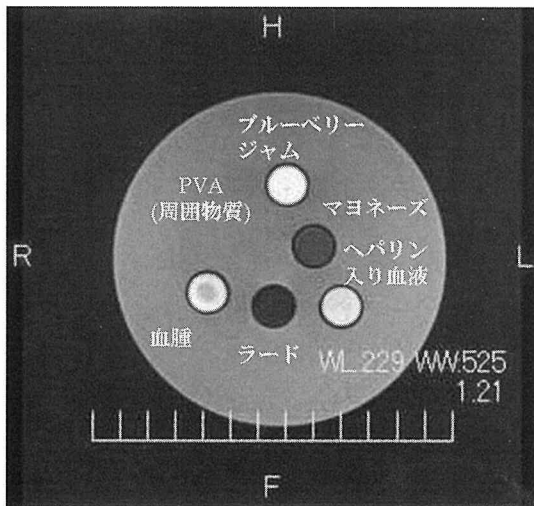 H
ブルーベリー
ジャム
PVA
(周囲物質)
マヨネーズ
ヘパリン
入り血液
R
L
血腫
ラード
WL 229 WW:525
1.21
F